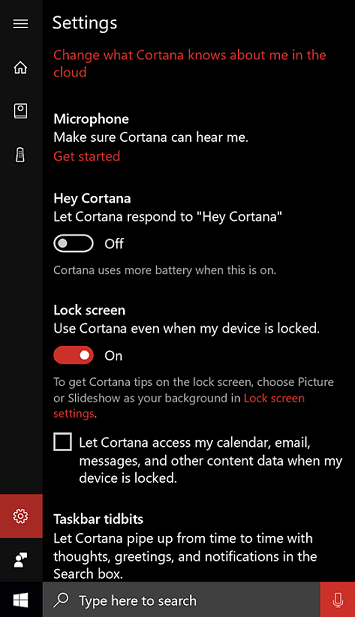 Settings
Change what Cortana knows about me in the
cloud
Microphone
Make sure Cortana can hear me.
Get started
Hey Cortana
Let Cortana respond to "Hey Cortana"
Off
Cortana uses more battery when this is on.
Lock screen
Use Cortana even when my device is locked.
On
To get Cortana tips on the lock screen, choose Picture
or Slideshow as your background in Lock screen
settings.
Let Cortana access my calendar, email,
messages, and other content data when my
device is locked.
Taskbar tidbits
Let Cortana pipe up from time to time with
thoughts, greetings, and notifications in the
Search box.
Type here to search